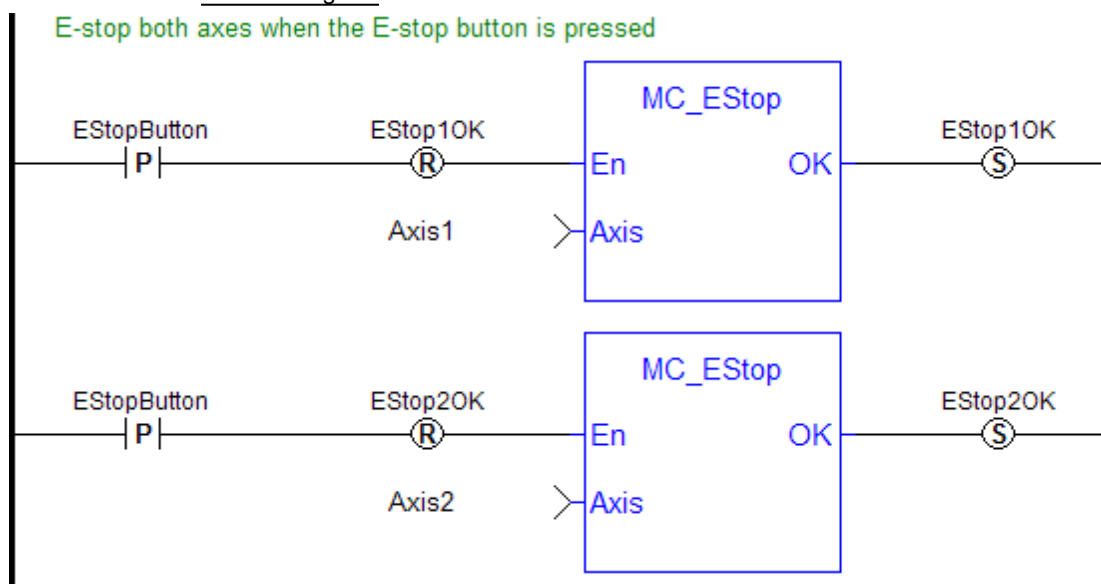 E-stop both axes when the E-stop button is pressed
MC_EStop
EStopButton EStop1OK EStop1OK
P R En OK S
Axis1 Axis
MC_EStop
EStopButton EStop2OK EStop2OK
P R En OK S
Axis2 Axis